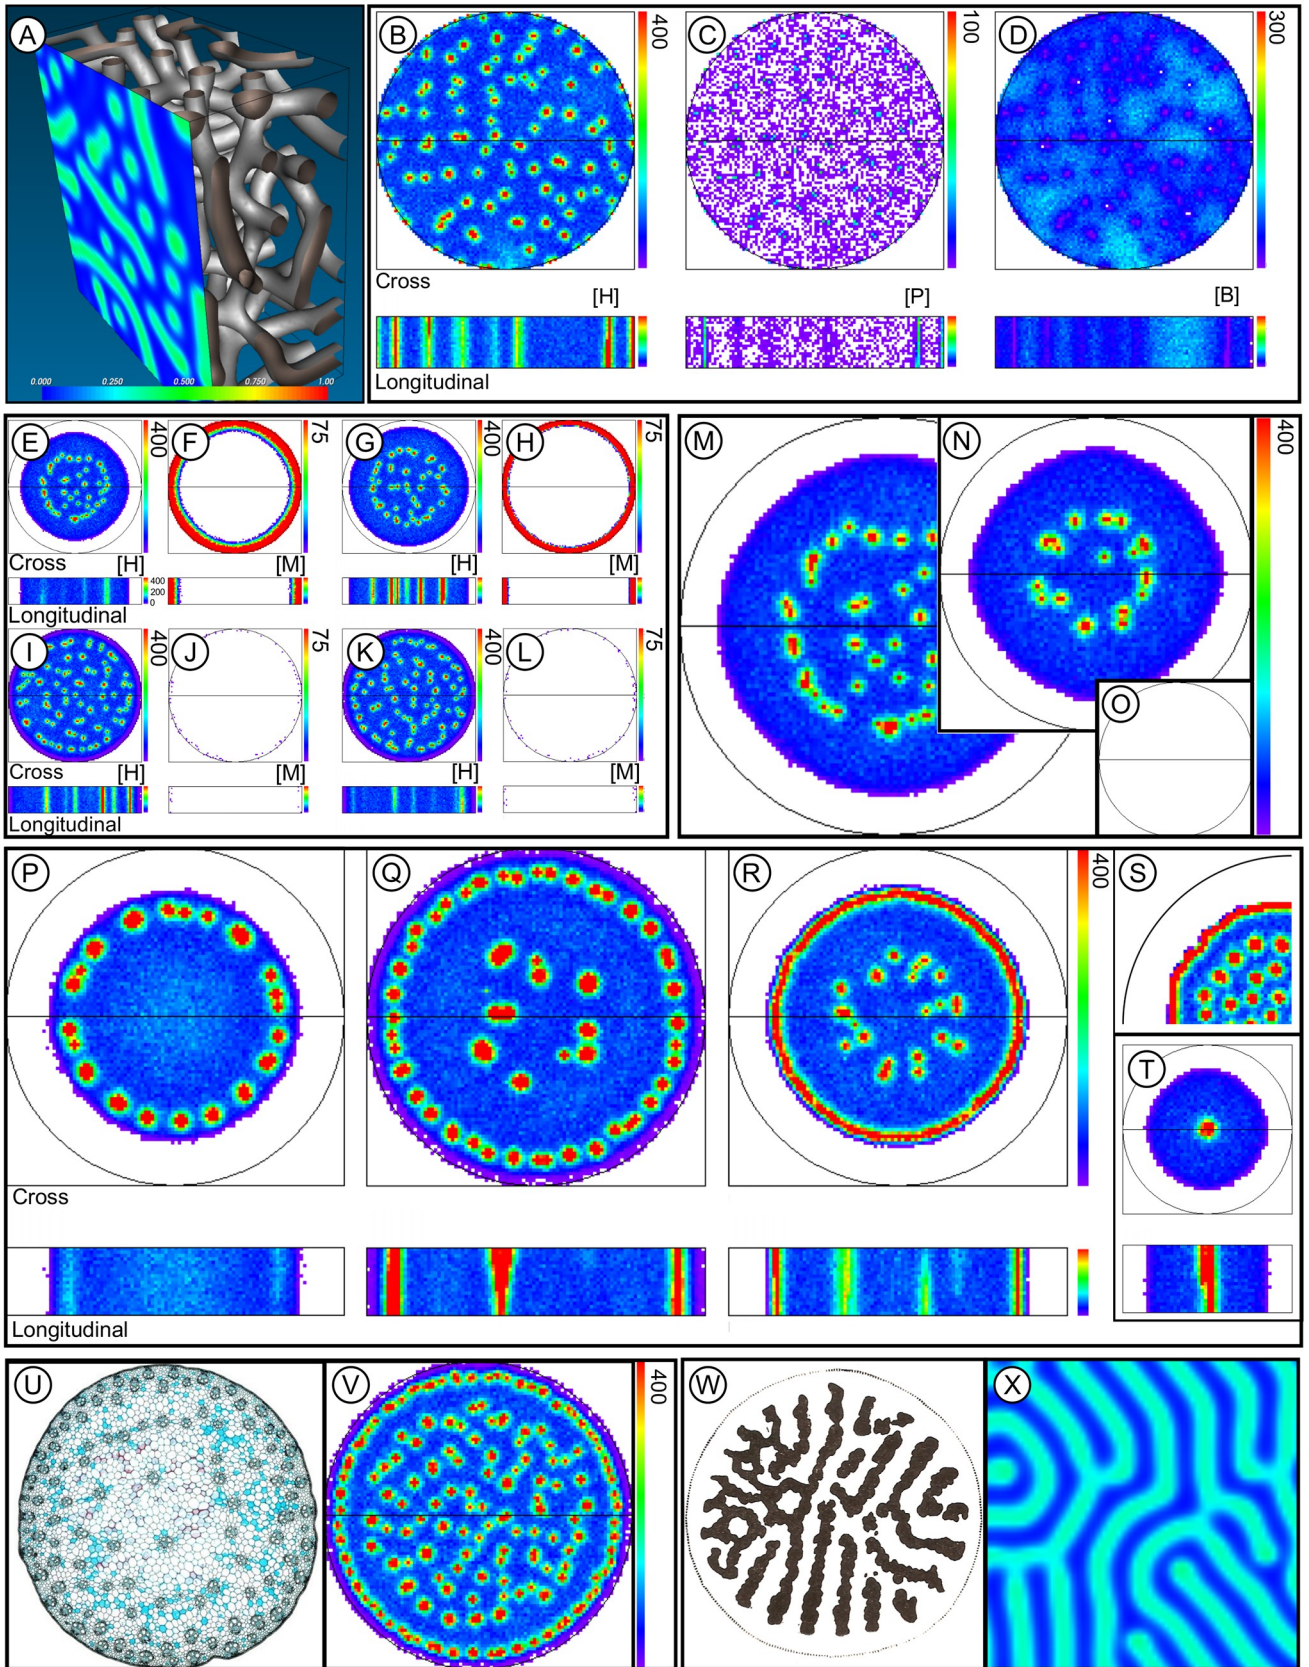 A
0.000 0.250 0.500 0.750 1.00
B 400 C 100 D 300
Cross
[H] [P] [B]
Longitudinal
E 400 F 75 G 400 H 75
Cross [H] [M] [H] [M]
400
200
0
Longitudinal
I 400 J 75 K 400 L 75
Cross [H] [M] [H] [M]
Longitudinal
M N 400
O
P Q R 400 S
T
Cross
Longitudinal
U V 400 W X